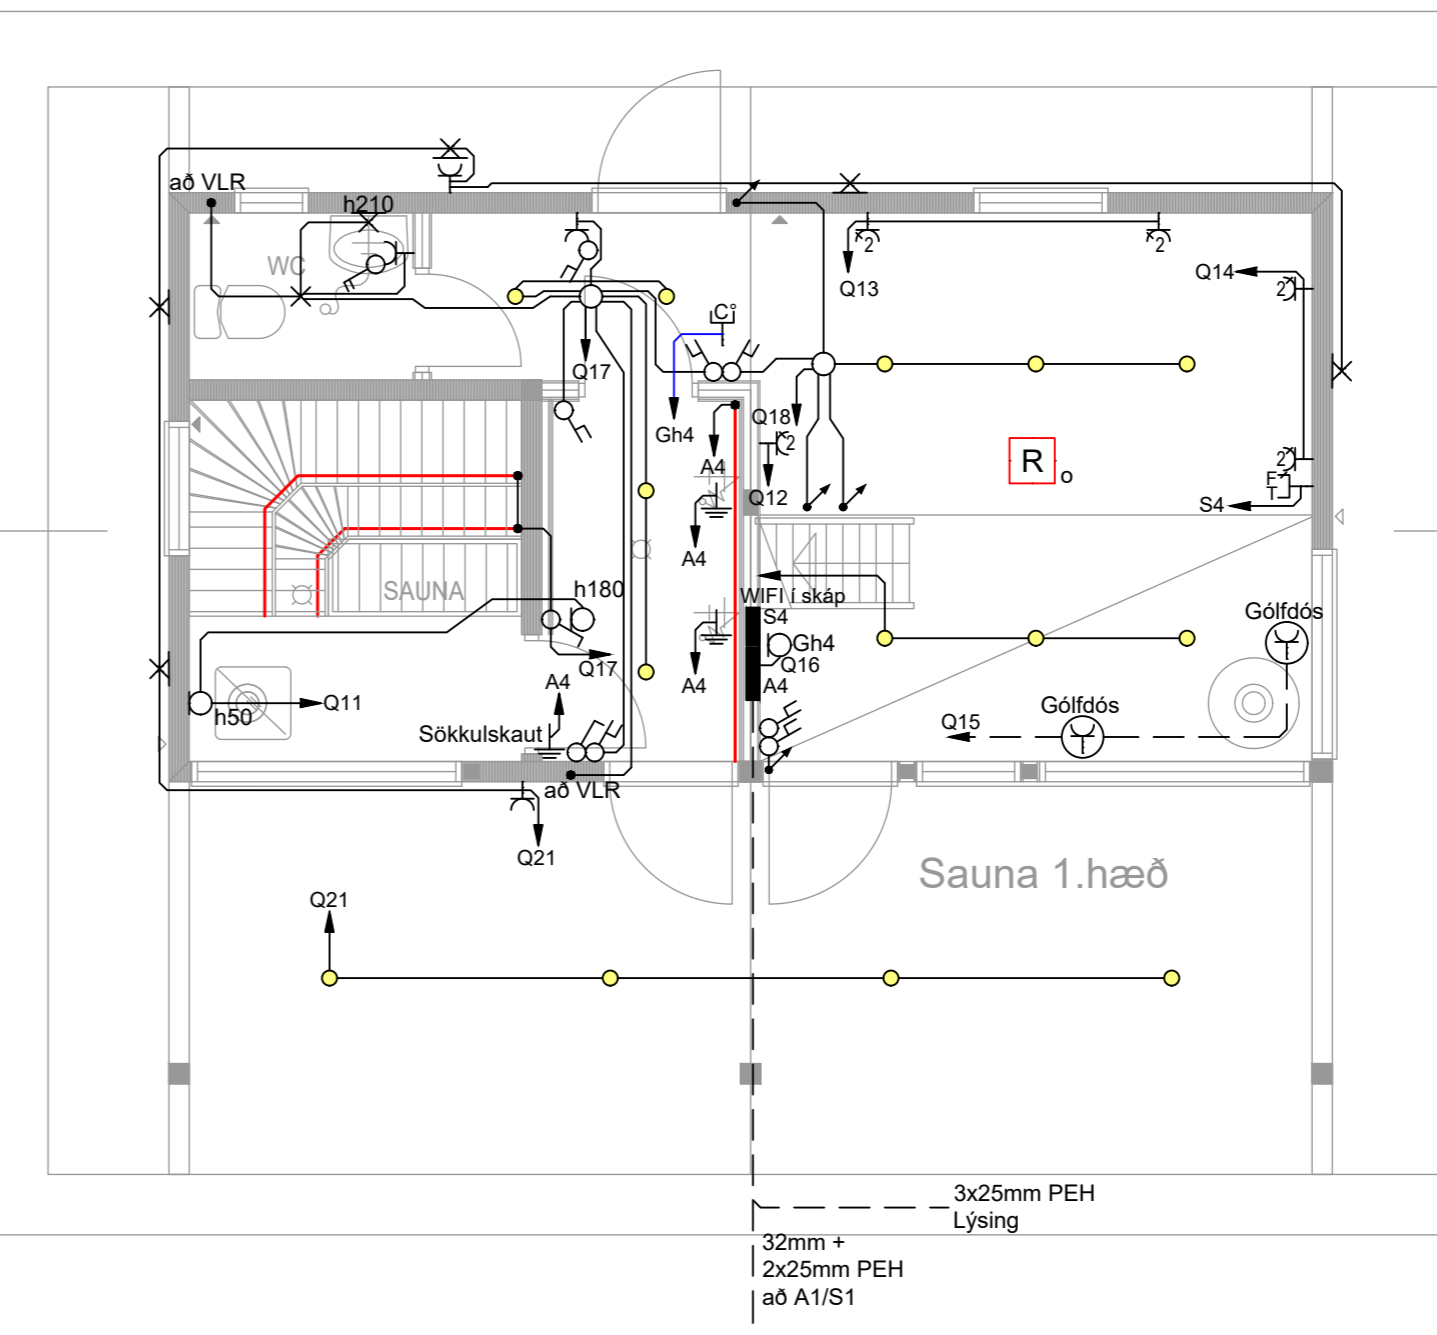 að VLR
h210
WC
2
2
Q13
Q14
2
C
Q17
Q18
Gh4
2
A4
Q12
R
o
2
F
T
S4
A4
SAUNA
h180
WIFI í skáp
S4
Gh4
Q16
A4
Gólfdós
Q17
A4
A4
Q11
h50
Gólfdós
Q15
Sökkulskaut
að VLR
Q21
Sauna 1.hæð
Q21
3x25mm PEH
Lýsing
32mm +
2x25mm PEH
að A1/S1